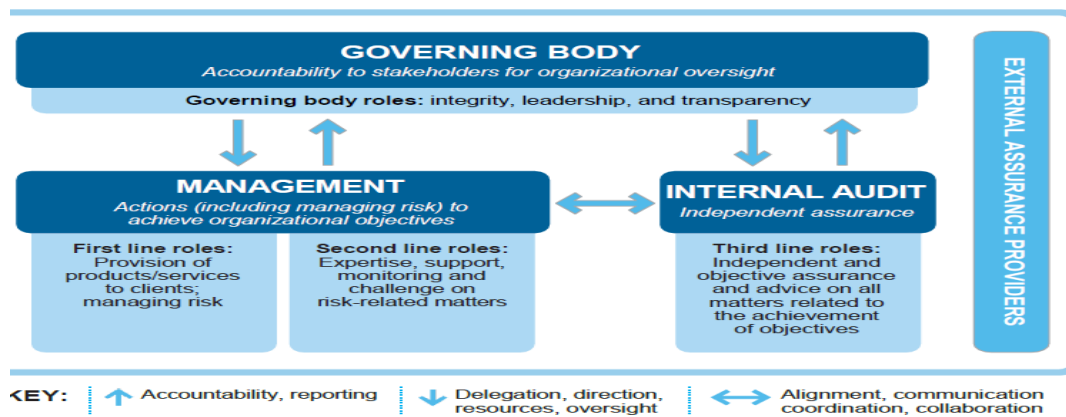 GOVERNING BODY
Accountability to stakeholders for organizational oversight
Governing body roles: integrity, leadership, and transparency
MANAGEMENT
Actions (including managing risk) to
achieve organizational objectives
First line roles:
Provision of
products/services
to clients;
managing risk
Second line roles:
Expertise, support,
monitoring and
challenge on
risk-related matters
INTERNAL AUDIT
Independent assurance
Third line roles:
Independent and
objective assurance
and advice on all
matters related to
the achievement
of objectives
EXTERNAL ASSURANCE PROVIDERS
KEY:
Accountability, reporting
Delegation, direction,
resources, oversight
Alignment, communication
coordination, collaboration